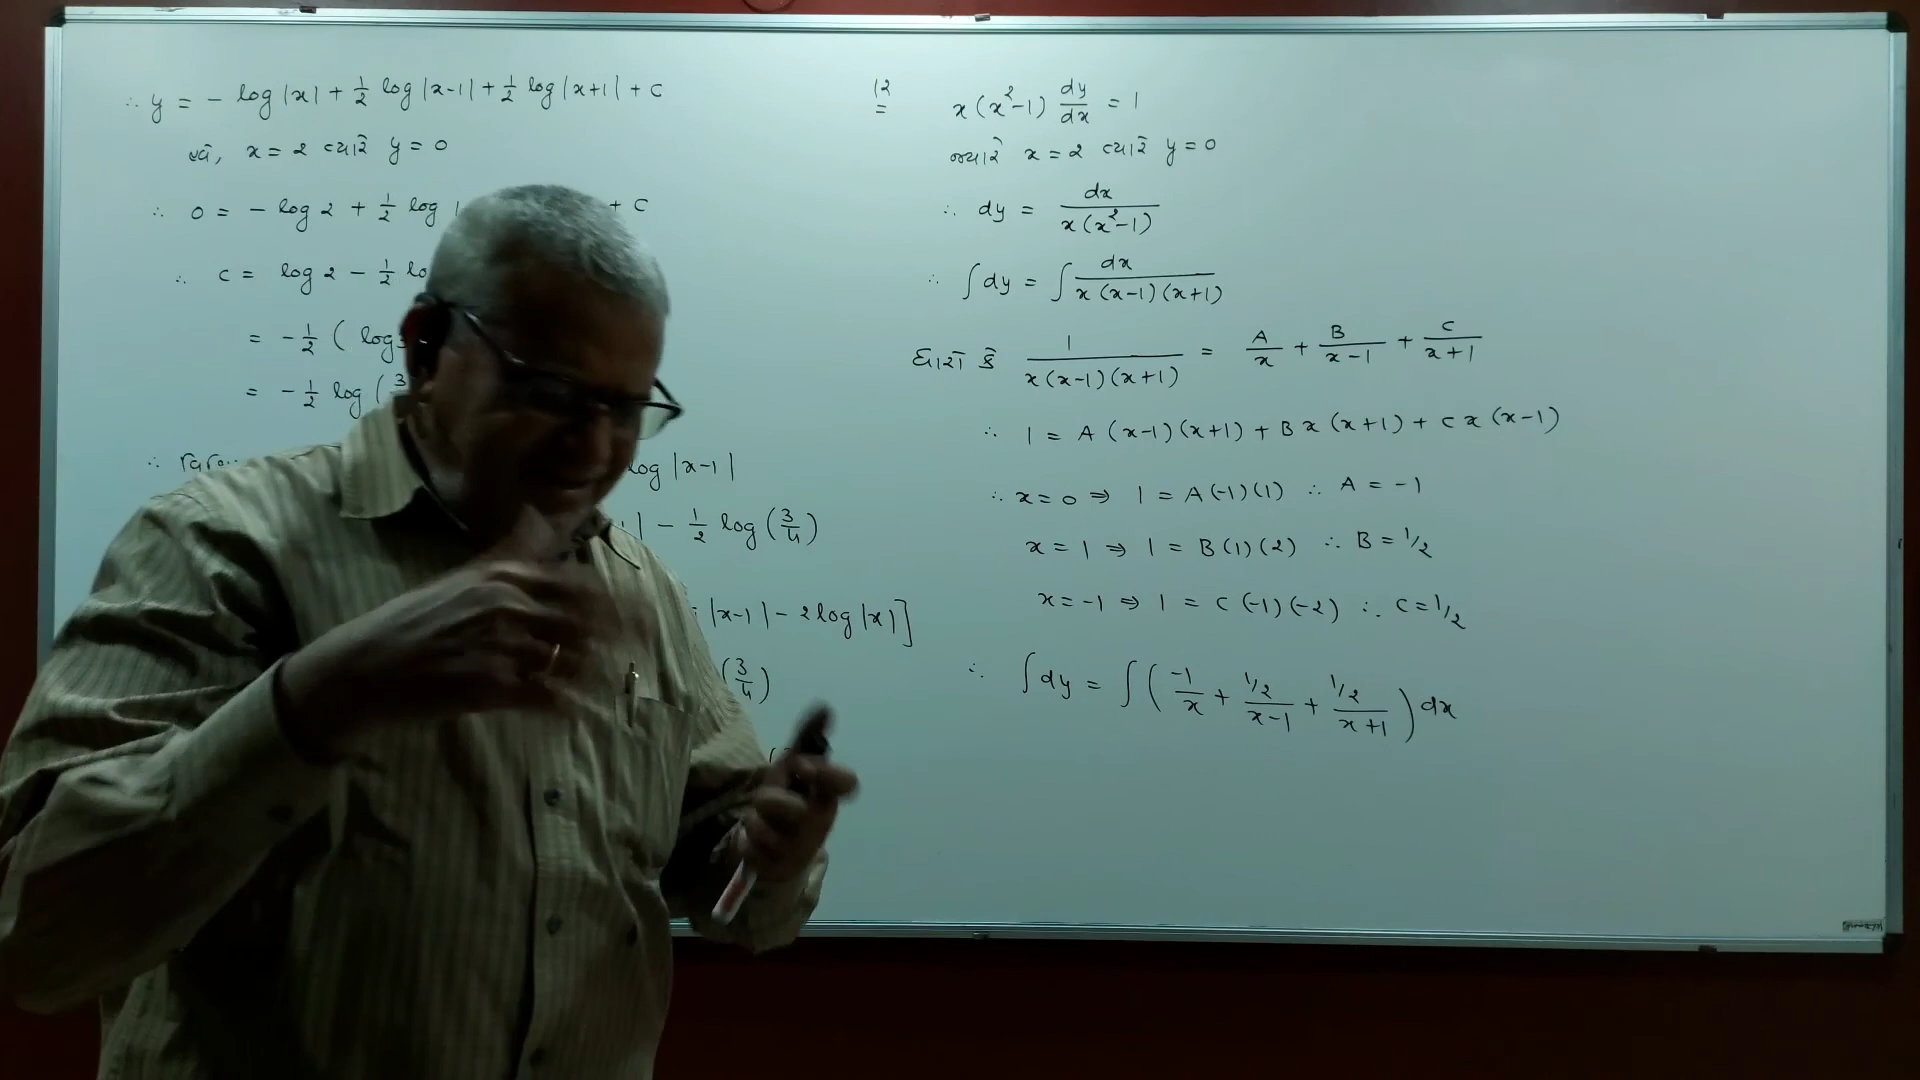 ∴ y = - log |x| + 1/2 log |x-1| + 1/2 log |x+1| + c
હવે, x = 2 ત્યારે y = 0
∴ 0 = - log 2 + 1/2 log + c
∴ c = log 2 - 1/2 lo
= - 1/2 ( log 3
= - 1/2 log ( 3
∴ log |x-1|
| - 1/2 log (3/4)
|x-1| - 2 log |x| ]
(3/4)
12
x (x² - 1) dy/dx = 1
જ્યારે x = 2 ત્યારે y = 0
∴ dy = dx / x (x² - 1)
∴ ∫ dy = ∫ dx / x (x-1) (x+1)
ધારો કે 1 / x (x-1) (x+1) = A/x + B/x-1 + C/x+1
∴ 1 = A (x-1) (x+1) + B x (x+1) + C x (x-1)
∴ x = 0 ⇒ 1 = A (-1) (1) ∴ A = -1
x = 1 ⇒ 1 = B (1) (2) ∴ B = 1/2
x = -1 ⇒ 1 = C (-1) (-2) ∴ C = 1/2
∴ ∫ dy = ∫ ( -1/x + 1/2 / x-1 + 1/2 / x+1 ) dx